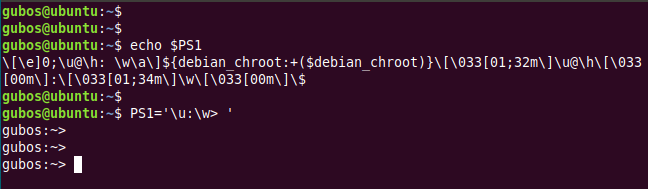 gubos@ubuntu:~$
gubos@ubuntu:~$
gubos@ubuntu:~$ echo $PS1
\[\e]0;\u@\h: \w\a\]${debian_chroot:+($debian_chroot)}\[\033[01;32m\]\u@\h\[\033
[00m\]:\[\033[01;34m\]\w\[\033[00m\]\$
gubos@ubuntu:~$
gubos@ubuntu:~$ PS1='\u:\w> '
gubos:~>
gubos:~>
gubos:~>